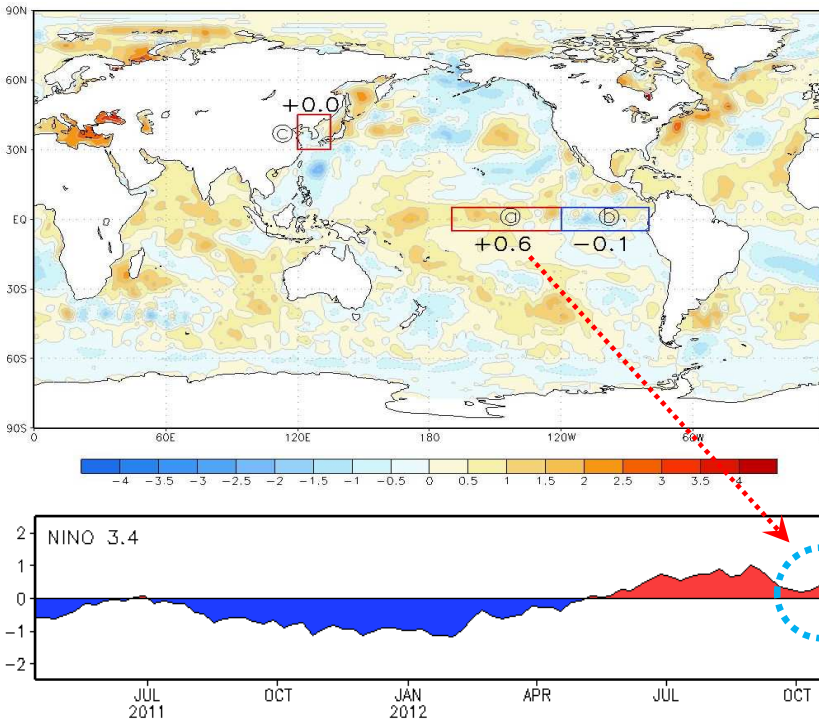 90N
60N
30N
EQ
30S
60S
90S
+0.0
ⓒ
ⓐ
ⓑ
+0.6
−0.1
0
60E
120E
180
120W
60W
−4 −3.5 −3 −2.5 −2 −1.5 −1 −0.5 0 0.5 1 1.5 2 2.5 3 3.5 4
NINO 3.4
2
1
0
−1
−2
JUL OCT JAN APR JUL OCT
2011 2012